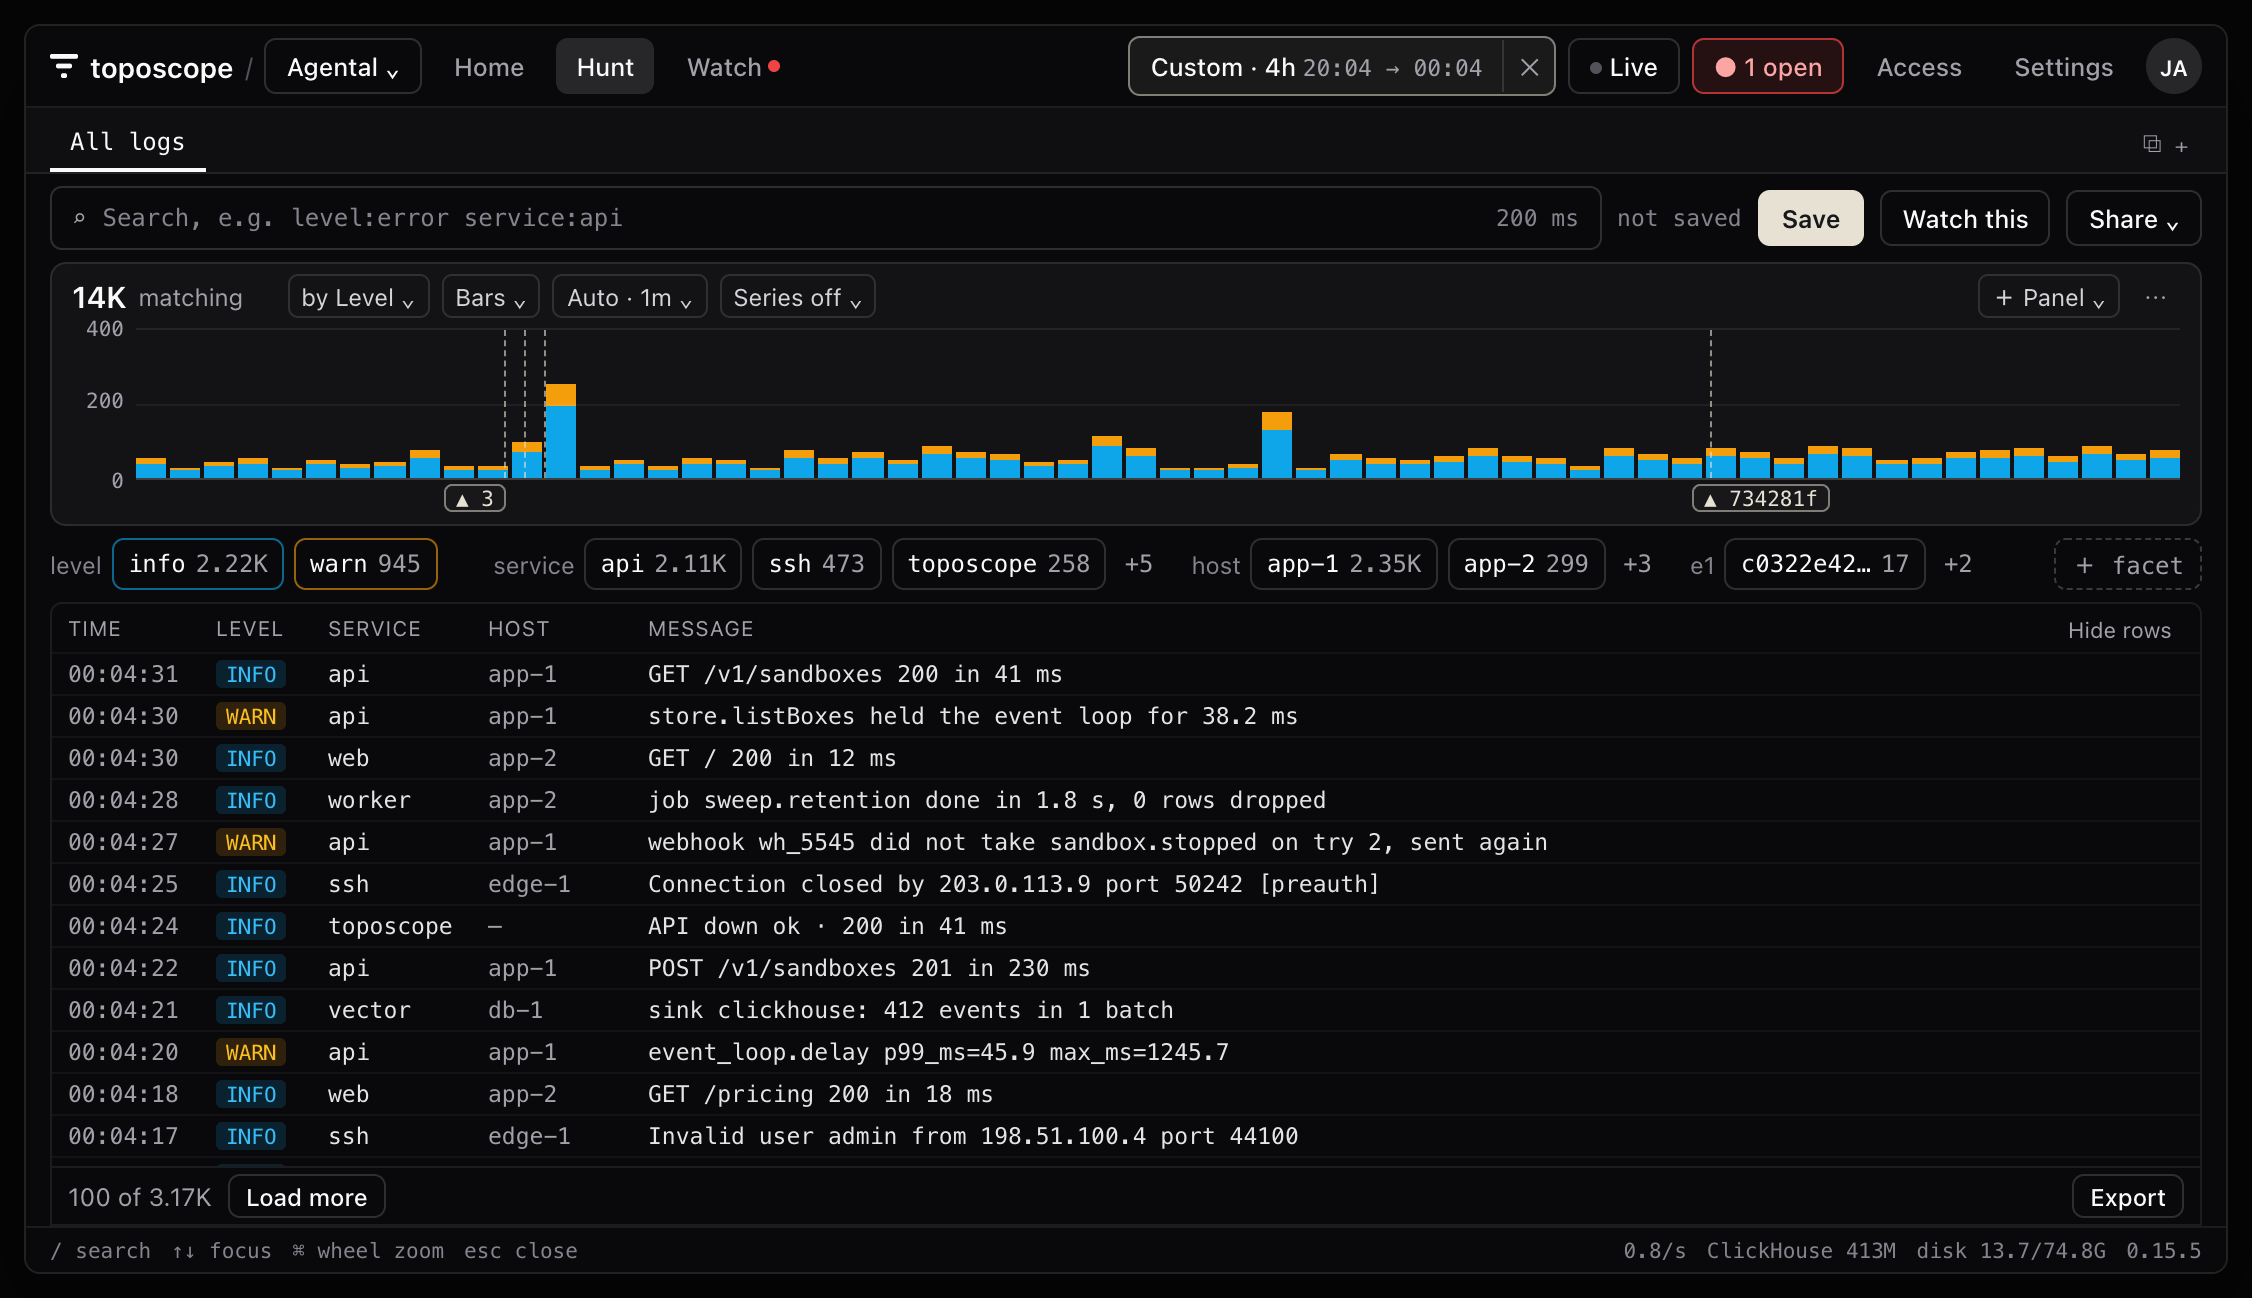 toposcope / Agental Home Hunt Watch Custom · 4h 20:04 → 00:04 × Live 1 open Access Settings JA
All logs +
Search, e.g. level:error service:api 200 ms not saved Save Watch this Share
14K matching by Level Bars Auto · 1m Series off + Panel ···
400
200
0
▲ 3 ▲ 734281f
level info 2.22K warn 945 service api 2.11K ssh 473 toposcope 258 +5 host app-1 2.35K app-2 299 +3 e1 c0322e42… 17 +2 + facet
TIME LEVEL SERVICE HOST MESSAGE Hide rows
00:04:31 INFO api app-1 GET /v1/sandboxes 200 in 41 ms
00:04:30 WARN api app-1 store.listBoxes held the event loop for 38.2 ms
00:04:30 INFO web app-2 GET / 200 in 12 ms
00:04:28 INFO worker app-2 job sweep.retention done in 1.8 s, 0 rows dropped
00:04:27 WARN api app-1 webhook wh_5545 did not take sandbox.stopped on try 2, sent again
00:04:25 INFO ssh edge-1 Connection closed by 203.0.113.9 port 50242 [preauth]
00:04:24 INFO toposcope – API down ok · 200 in 41 ms
00:04:22 INFO api app-1 POST /v1/sandboxes 201 in 230 ms
00:04:21 INFO vector db-1 sink clickhouse: 412 events in 1 batch
00:04:20 WARN api app-1 event_loop.delay p99_ms=45.9 max_ms=1245.7
00:04:18 INFO web app-2 GET /pricing 200 in 18 ms
00:04:17 INFO ssh edge-1 Invalid user admin from 198.51.100.4 port 44100
100 of 3.17K Load more Export
/ search ↑↓ focus ⌘ wheel zoom esc close 0.8/s ClickHouse 413M disk 13.7/74.8G 0.15.5